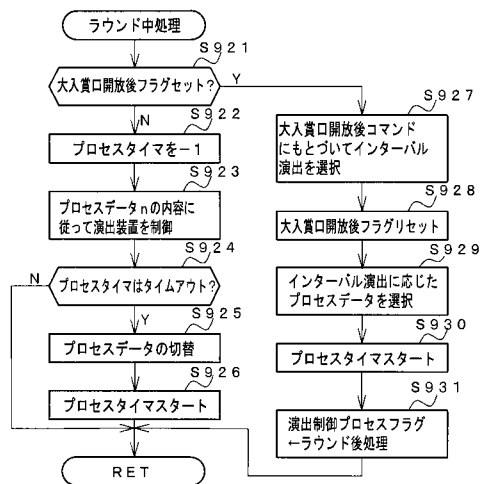 ラウンド中処理
S921
大入賞口開放後フラグセット?
Y
N
S922
プロセスタイマを-1
S923
プロセスデータnの内容に
従って演出装置を制御
S924
N
プロセスタイマはタイムアウト?
Y
S925
プロセスデータの切替
S926
プロセスタイマスタート
RET
S927
大入賞口開放後コマンド
にもとづいてインターバル
演出を選択
S928
大入賞口開放後フラグリセット
S929
インターバル演出に応じた
プロセスデータを選択
S930
プロセスタイマスタート
S931
演出制御プロセスフラグ
←ラウンド後処理